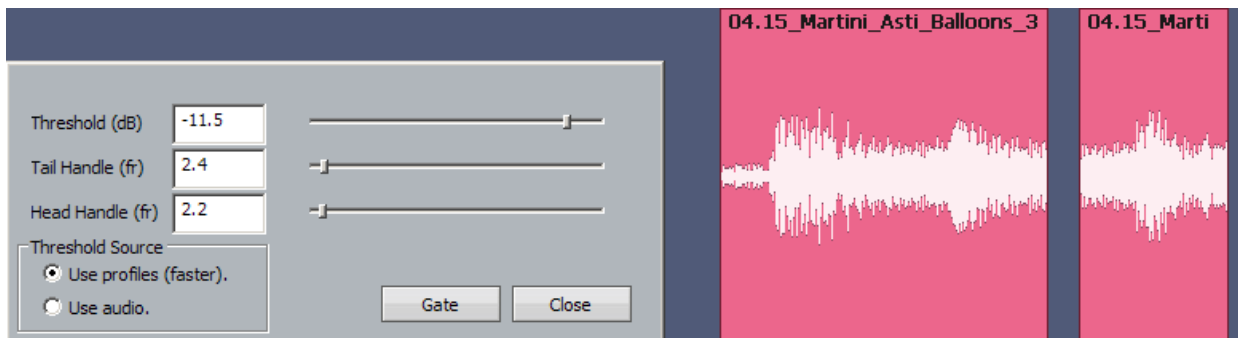 04.15_Martini_Asti_Balloons_3
04.15_Marti
Threshold (dB) -11.5
Tail Handle (fr) 2.4
Head Handle (fr) 2.2
Threshold Source
Use profiles (faster).
Use audio.
Gate
Close